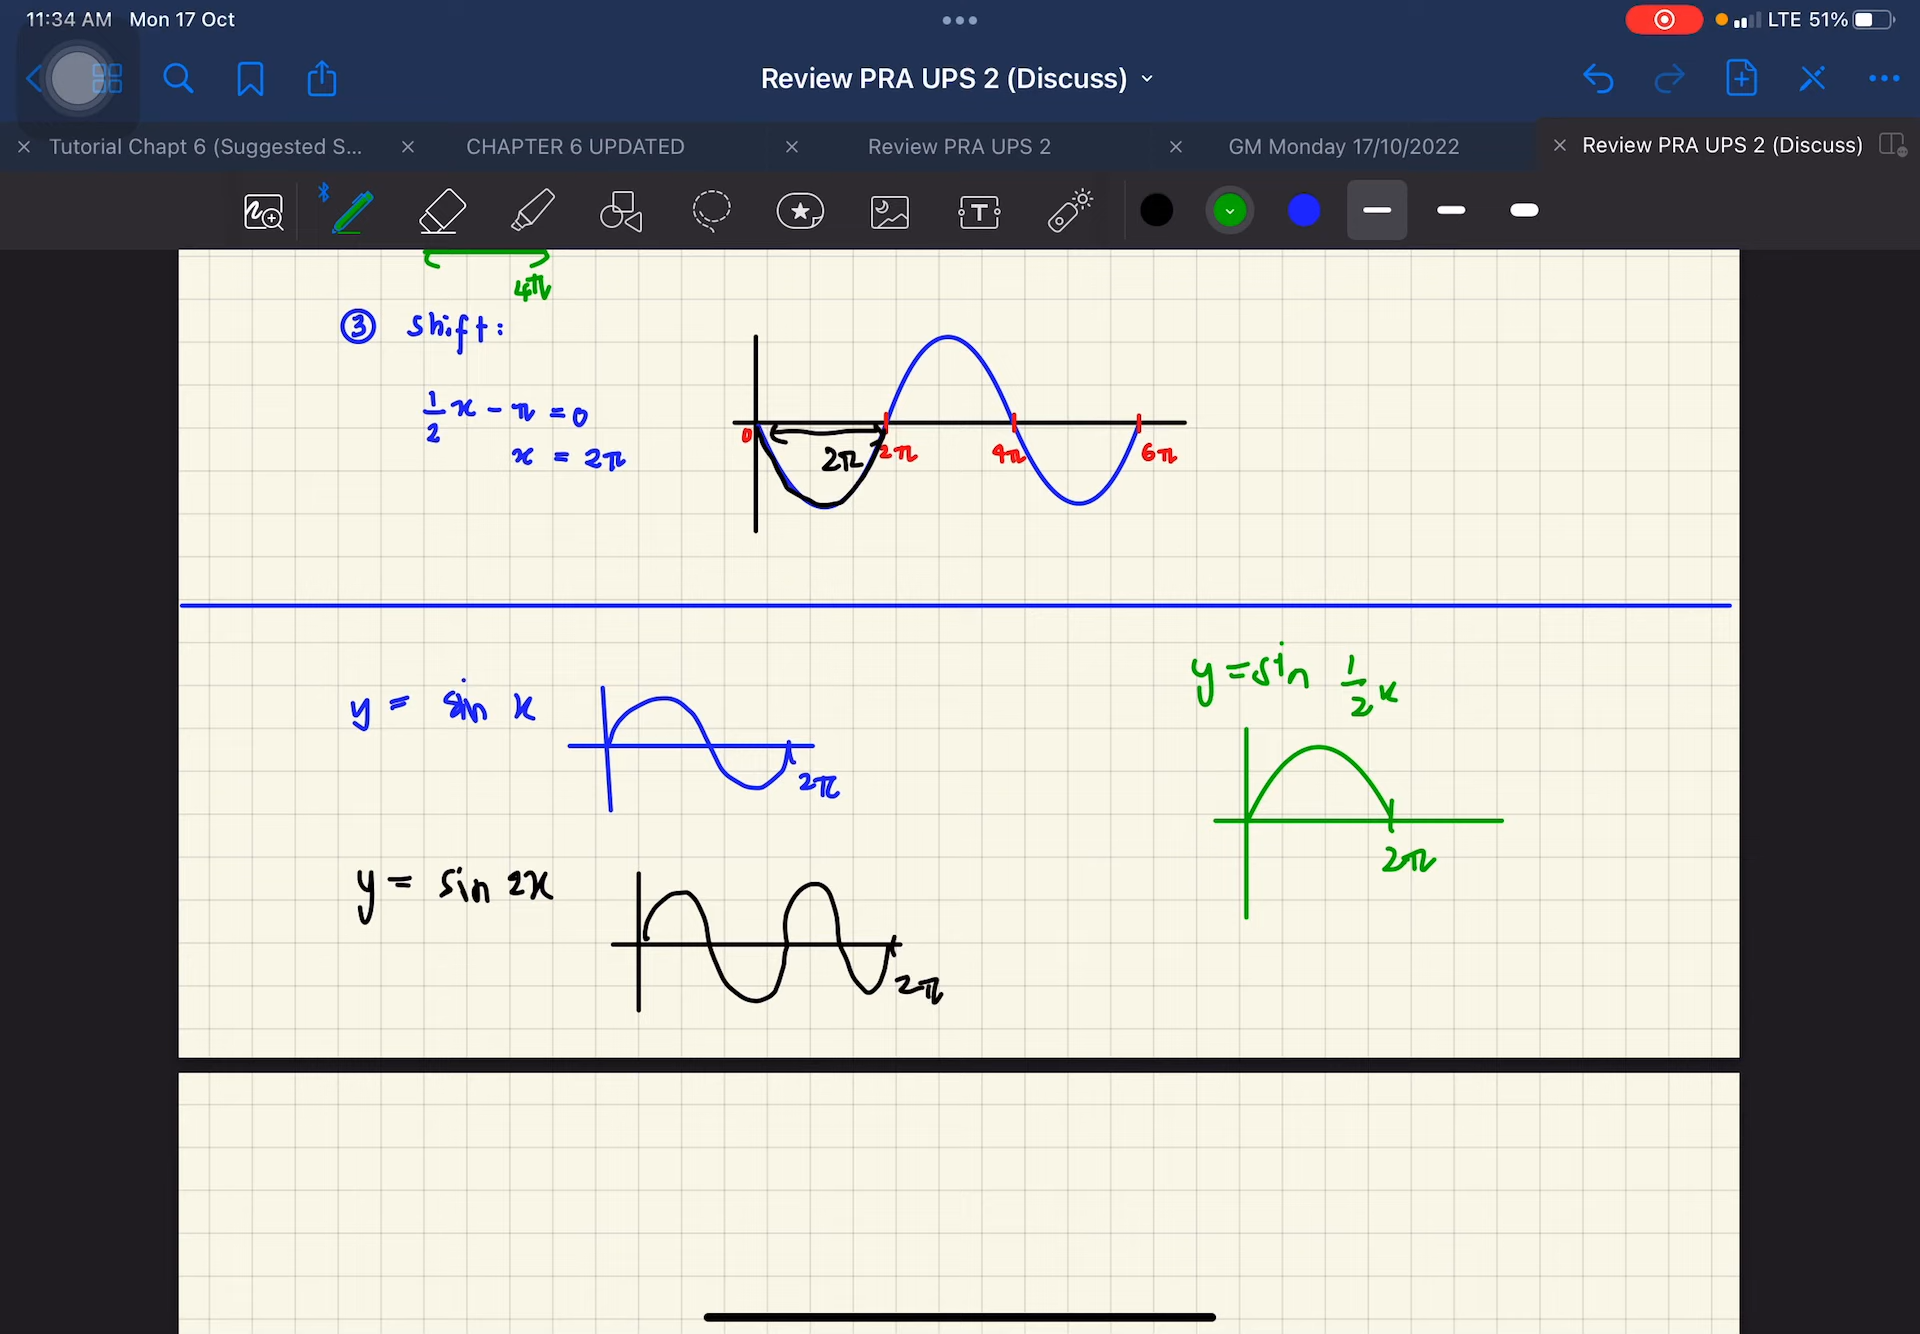 11:34 AM Mon 17 Oct
LTE 51%
Review PRA UPS 2 (Discuss)
Tutorial Chapt 6 (Suggested S...
CHAPTER 6 UPDATED
Review PRA UPS 2
GM Monday 17/10/2022
Review PRA UPS 2 (Discuss)
T
4π
③ shift:
1/2 x - π = 0
x = 2π
0
2π
2π
4π
6π
y = sin x
2π
y = sin 1/2 x
2π
y = sin 2x
2π